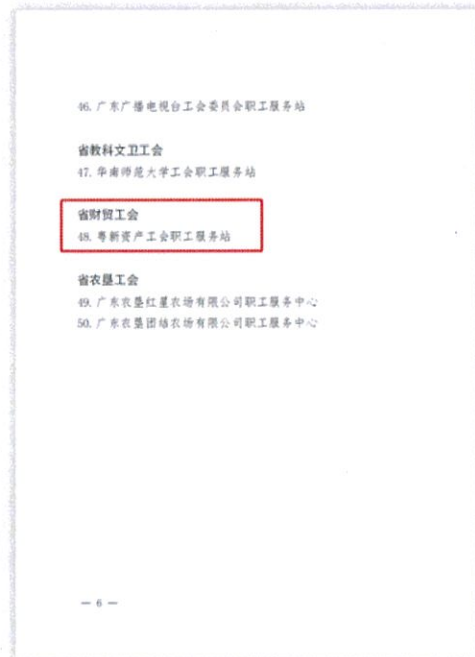 46. 广东广播电视台工会委员会职工服务站
省教科文卫工会
47. 华南师范大学工会职工服务站
省财贸工会
48. 粤新资产工会职工服务站
省农垦工会
49. 广东农垦红星农场有限公司职工服务中心
50. 广东农垦团结农场有限公司职工服务中心
— 6 —